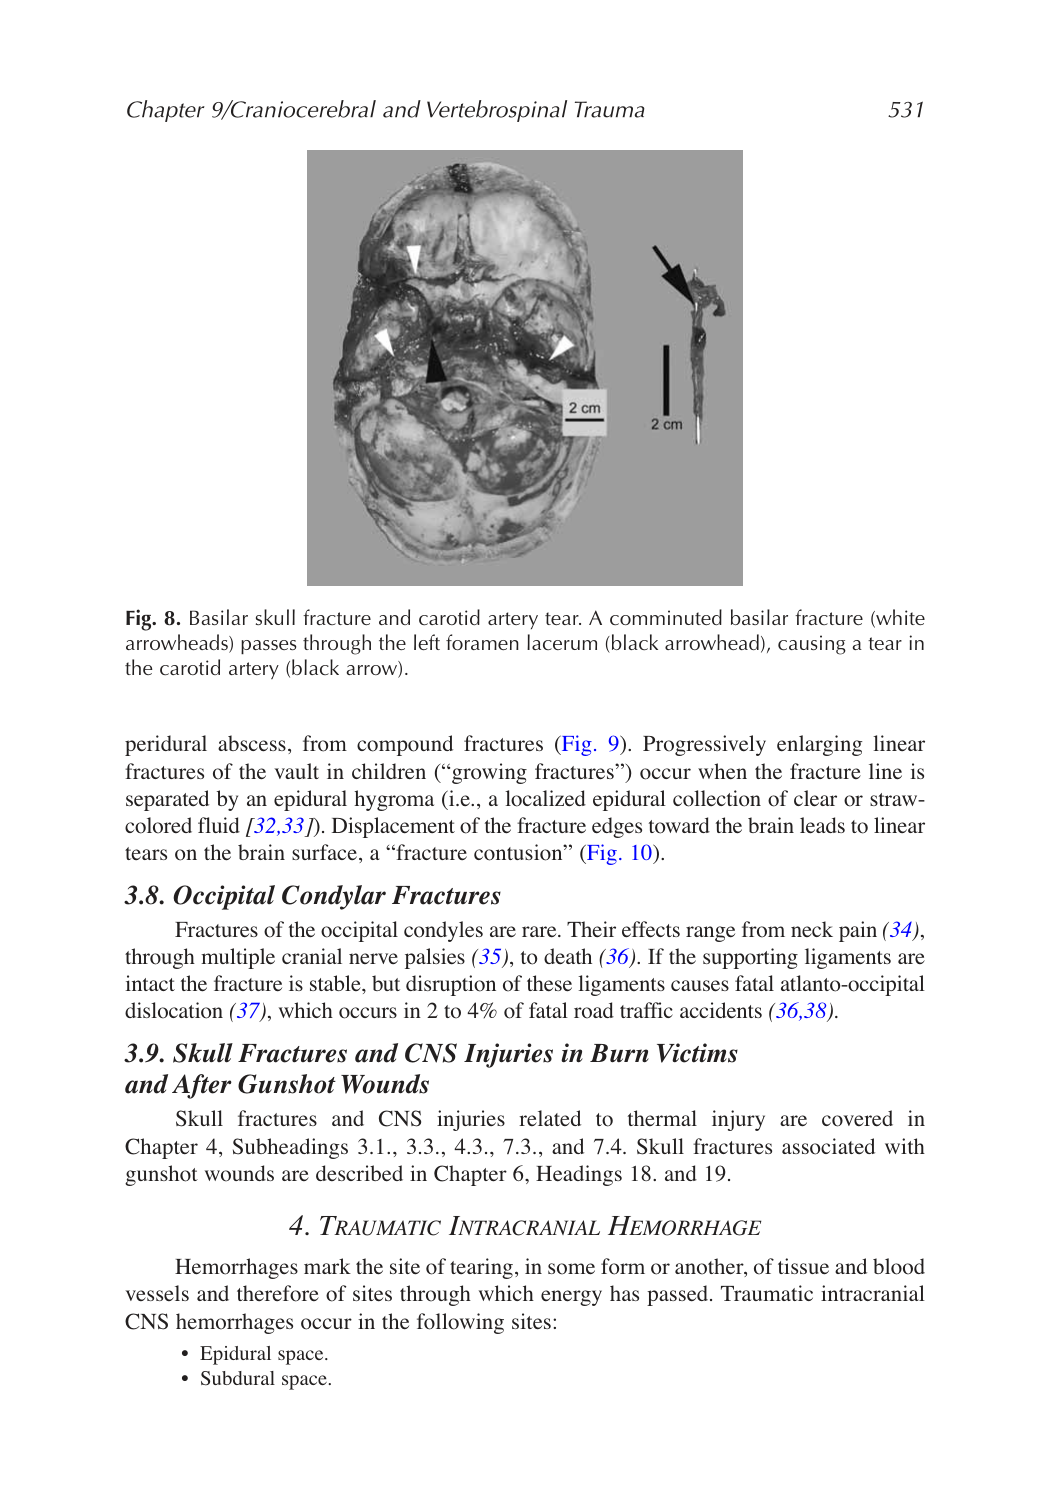 Chapter 9/Craniocerebral and Vertebrospinal Trauma 531
2 cm
2 cm
Fig. 8. Basilar skull fracture and carotid artery tear. A comminuted basilar fracture (white
arrowheads) passes through the left foramen lacerum (black arrowhead), causing a tear in
the carotid artery (black arrow).
peridural abscess, from compound fractures (Fig. 9). Progressively enlarging linear
fractures of the vault in children (“growing fractures”) occur when the fracture line is
separated by an epidural hygroma (i.e., a localized epidural collection of clear or straw-
colored fluid [32,33]). Displacement of the fracture edges toward the brain leads to linear
tears on the brain surface, a “fracture contusion” (Fig. 10).
3.8. Occipital Condylar Fractures
Fractures of the occipital condyles are rare. Their effects range from neck pain (34),
through multiple cranial nerve palsies (35), to death (36). If the supporting ligaments are
intact the fracture is stable, but disruption of these ligaments causes fatal atlanto-occipital
dislocation (37), which occurs in 2 to 4% of fatal road traffic accidents (36,38).
3.9. Skull Fractures and CNS Injuries in Burn Victims
and After Gunshot Wounds
Skull fractures and CNS injuries related to thermal injury are covered in
Chapter 4, Subheadings 3.1., 3.3., 4.3., 7.3., and 7.4. Skull fractures associated with
gunshot wounds are described in Chapter 6, Headings 18. and 19.
4. TRAUMATIC INTRACRANIAL HEMORRHAGE
Hemorrhages mark the site of tearing, in some form or another, of tissue and blood
vessels and therefore of sites through which energy has passed. Traumatic intracranial
CNS hemorrhages occur in the following sites:
• Epidural space.
• Subdural space.